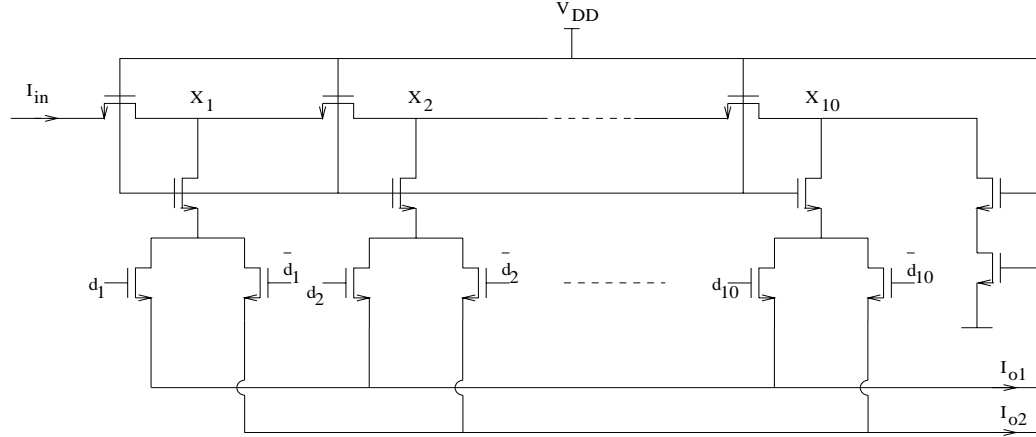 V_DD
I_in X_1 X_2 X_10
d_1 d̄_1 d_2 d̄_2 d_10 d̄_10
I_o1
I_o2